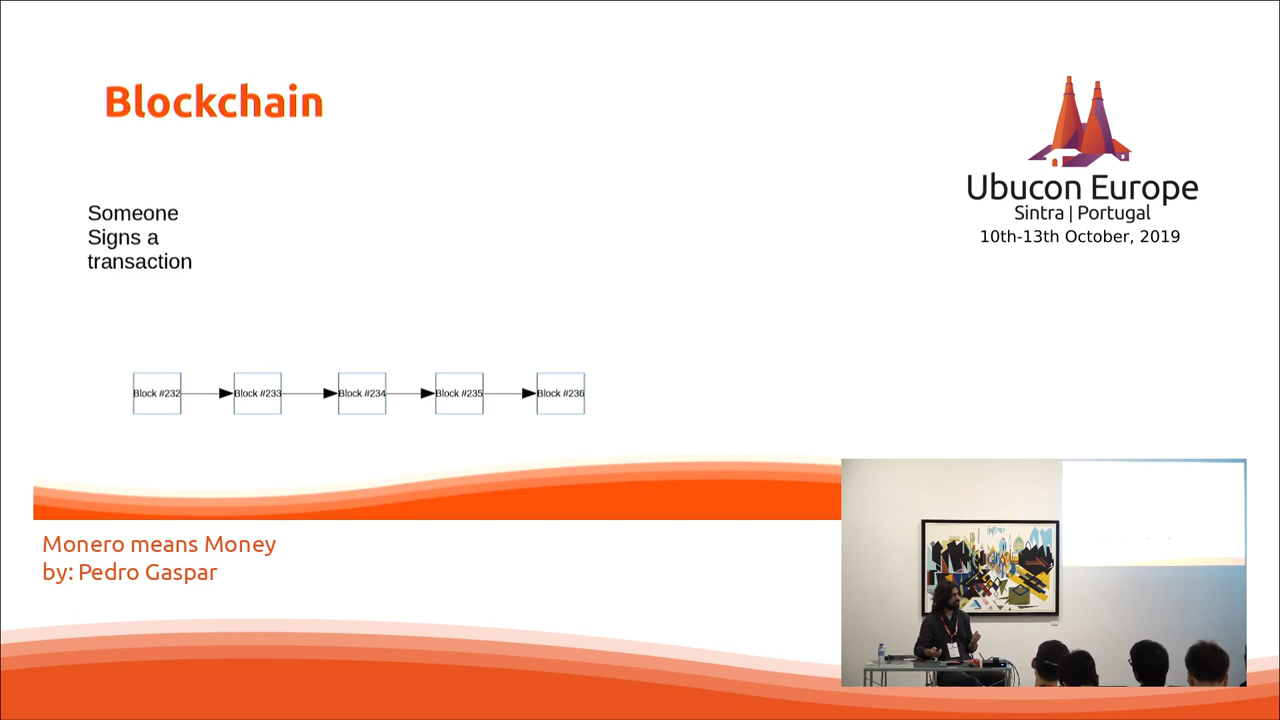 Blockchain
Ubucon Europe
Sintra | Portugal
10th-13th October, 2019
Someone
Signs a
transaction
Block #232
Block #233
Block #234
Block #235
Block #236
Monero means Money
by: Pedro Gaspar